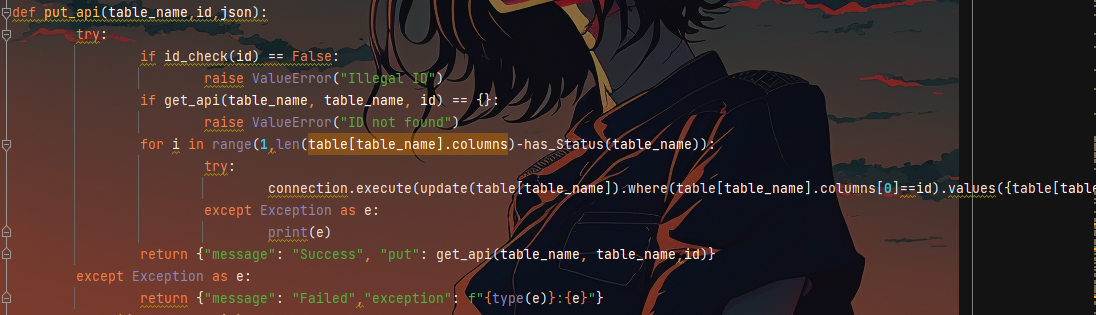 def put_api(table_name,id,json):
try:
if id_check(id) == False:
raise ValueError("Illegal ID")
if get_api(table_name, table_name, id) == {}:
raise ValueError("ID not found")
for i in range(1,len(table[table_name].columns)-has_Status(table_name)):
try:
connection.execute(update(table[table_name]).where(table[table_name].columns[0]==id).values({table[table
except Exception as e:
print(e)
return {"message": "Success", "put": get_api(table_name, table_name,id)}
except Exception as e:
return {"message": "Failed","exception": f"{type(e)}:{e}"}